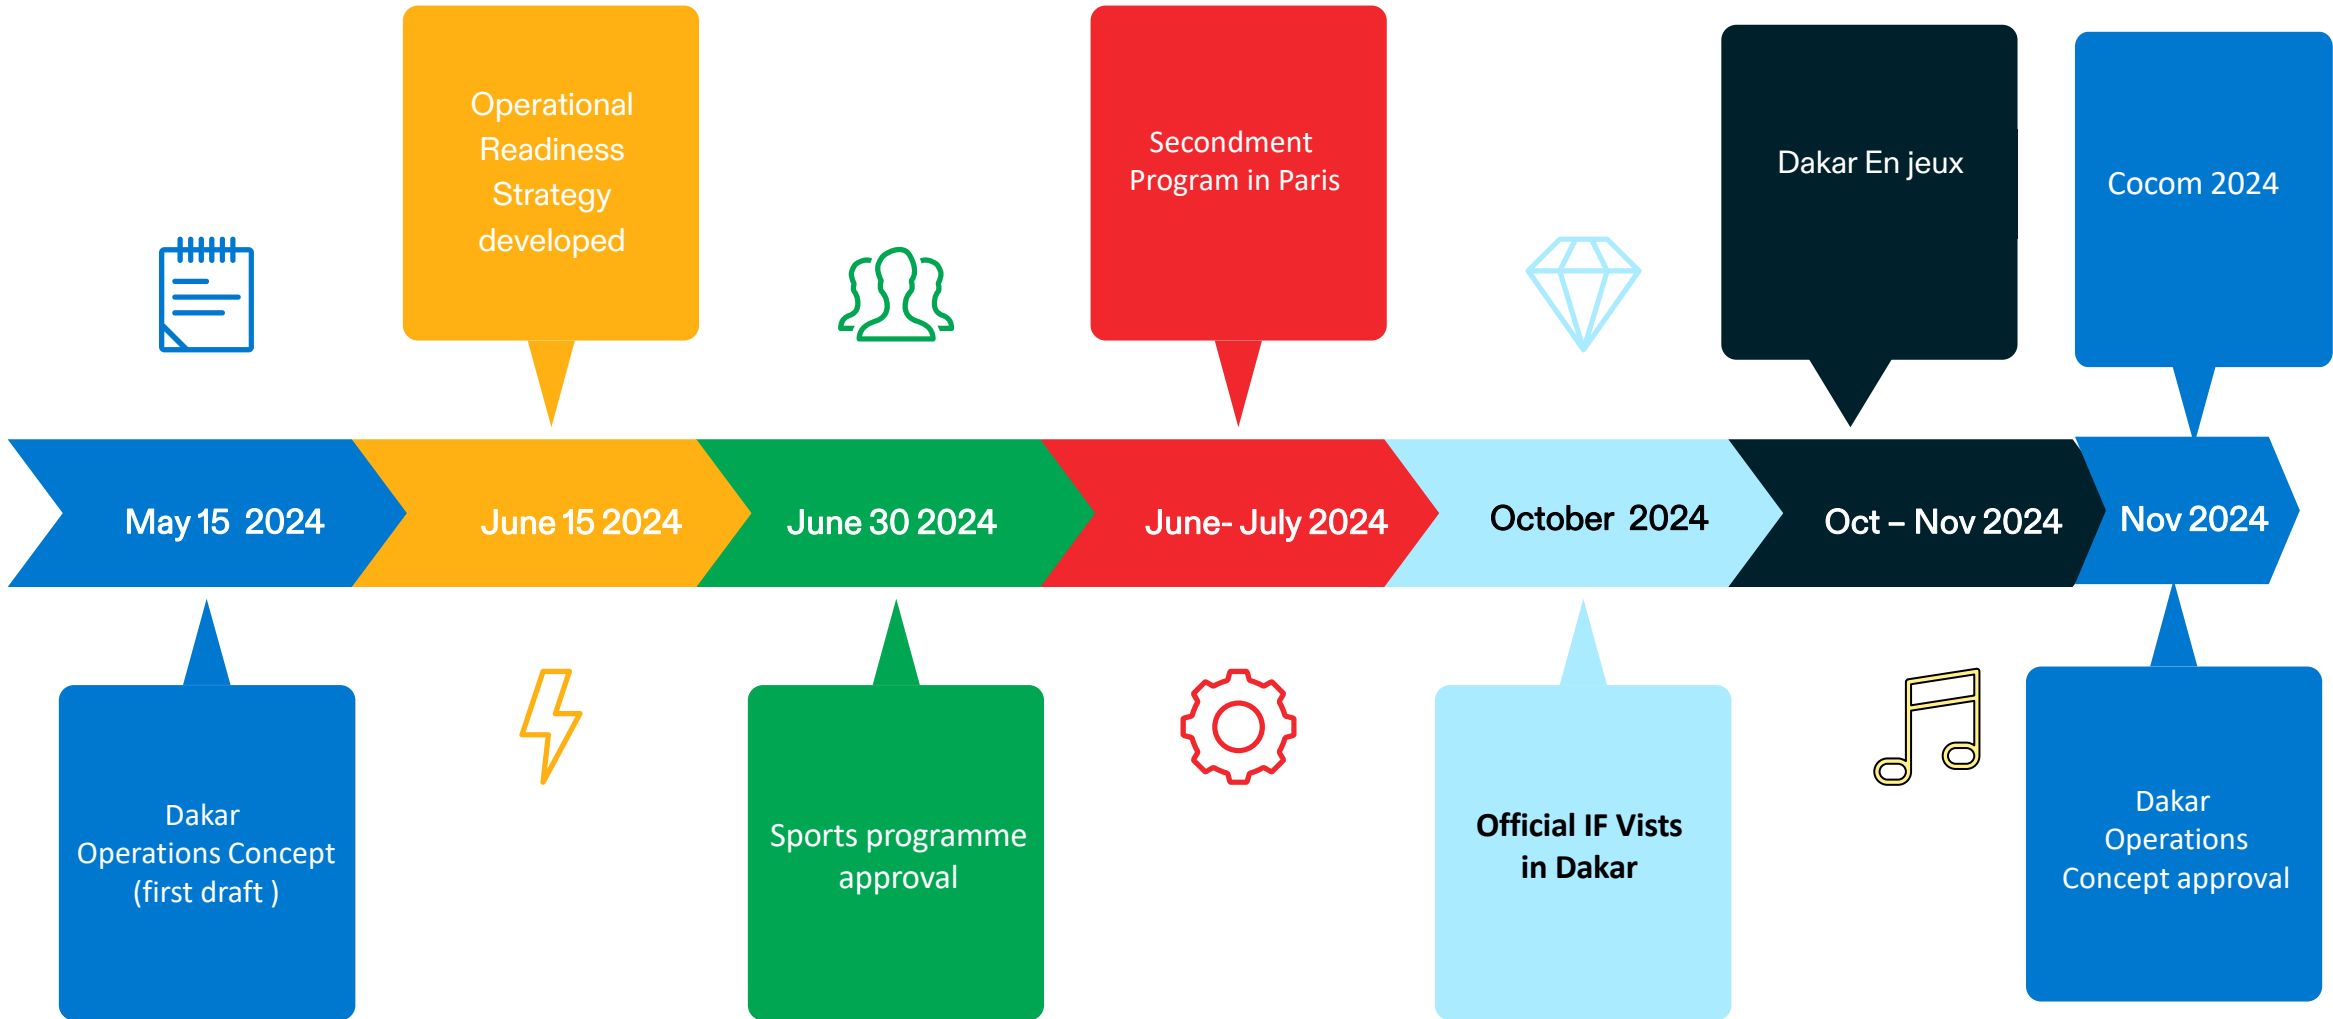 Operational
Readiness
Strategy
developed
Secondment
Program in Paris
Dakar En jeux
Cocom 2024
May 15 2024
June 15 2024
June 30 2024
June- July 2024
October 2024
Oct – Nov 2024
Nov 2024
Dakar
Operations Concept
(first draft )
Sports programme
approval
Official IF Vists
in Dakar
Dakar
Operations
Concept approval